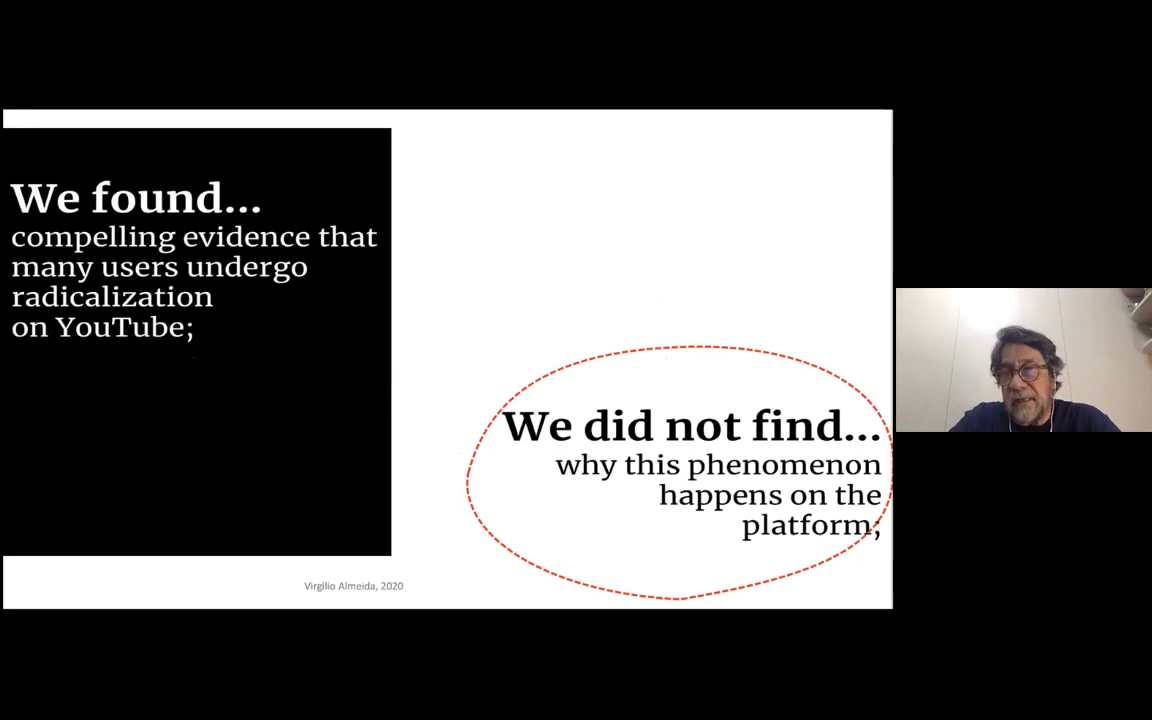 We found...
compelling evidence that
many users undergo
radicalization
on YouTube;
We did not find...
why this phenomenon
happens on the
platform;
Virgílio Almeida, 2020